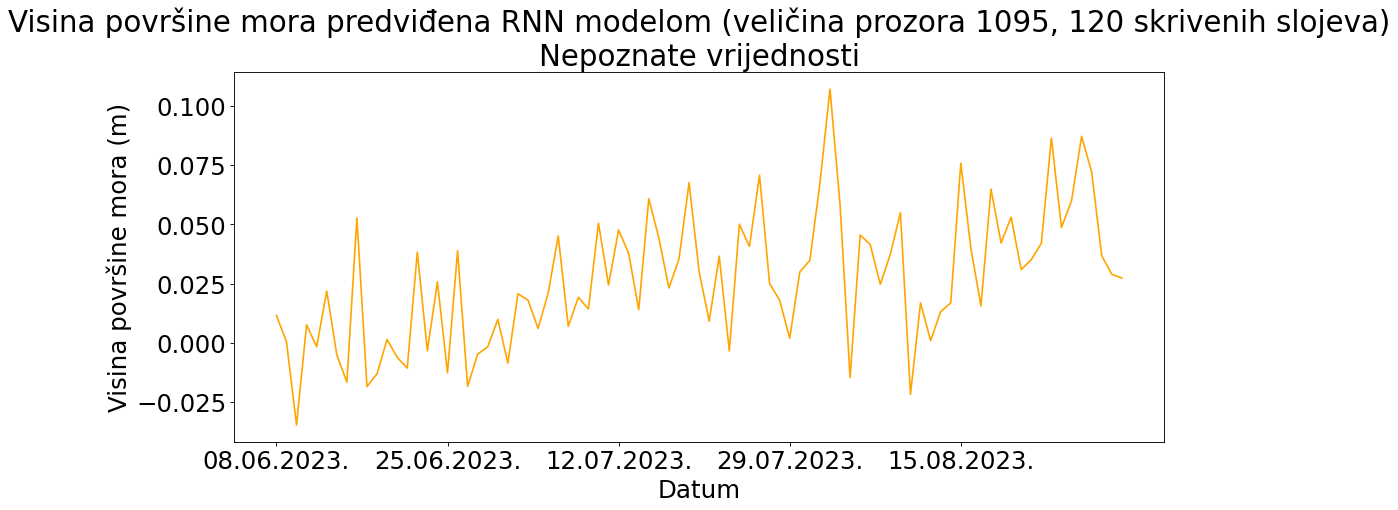 Visina površine mora predviđena RNN modelom (veličina prozora 1095, 120 skrivenih slojeva)
Nepoznate vrijednosti
Visina površine mora (m)
0.100
0.075
0.050
0.025
0.000
−0.025
08.06.2023. 25.06.2023. 12.07.2023. 29.07.2023. 15.08.2023.
Datum